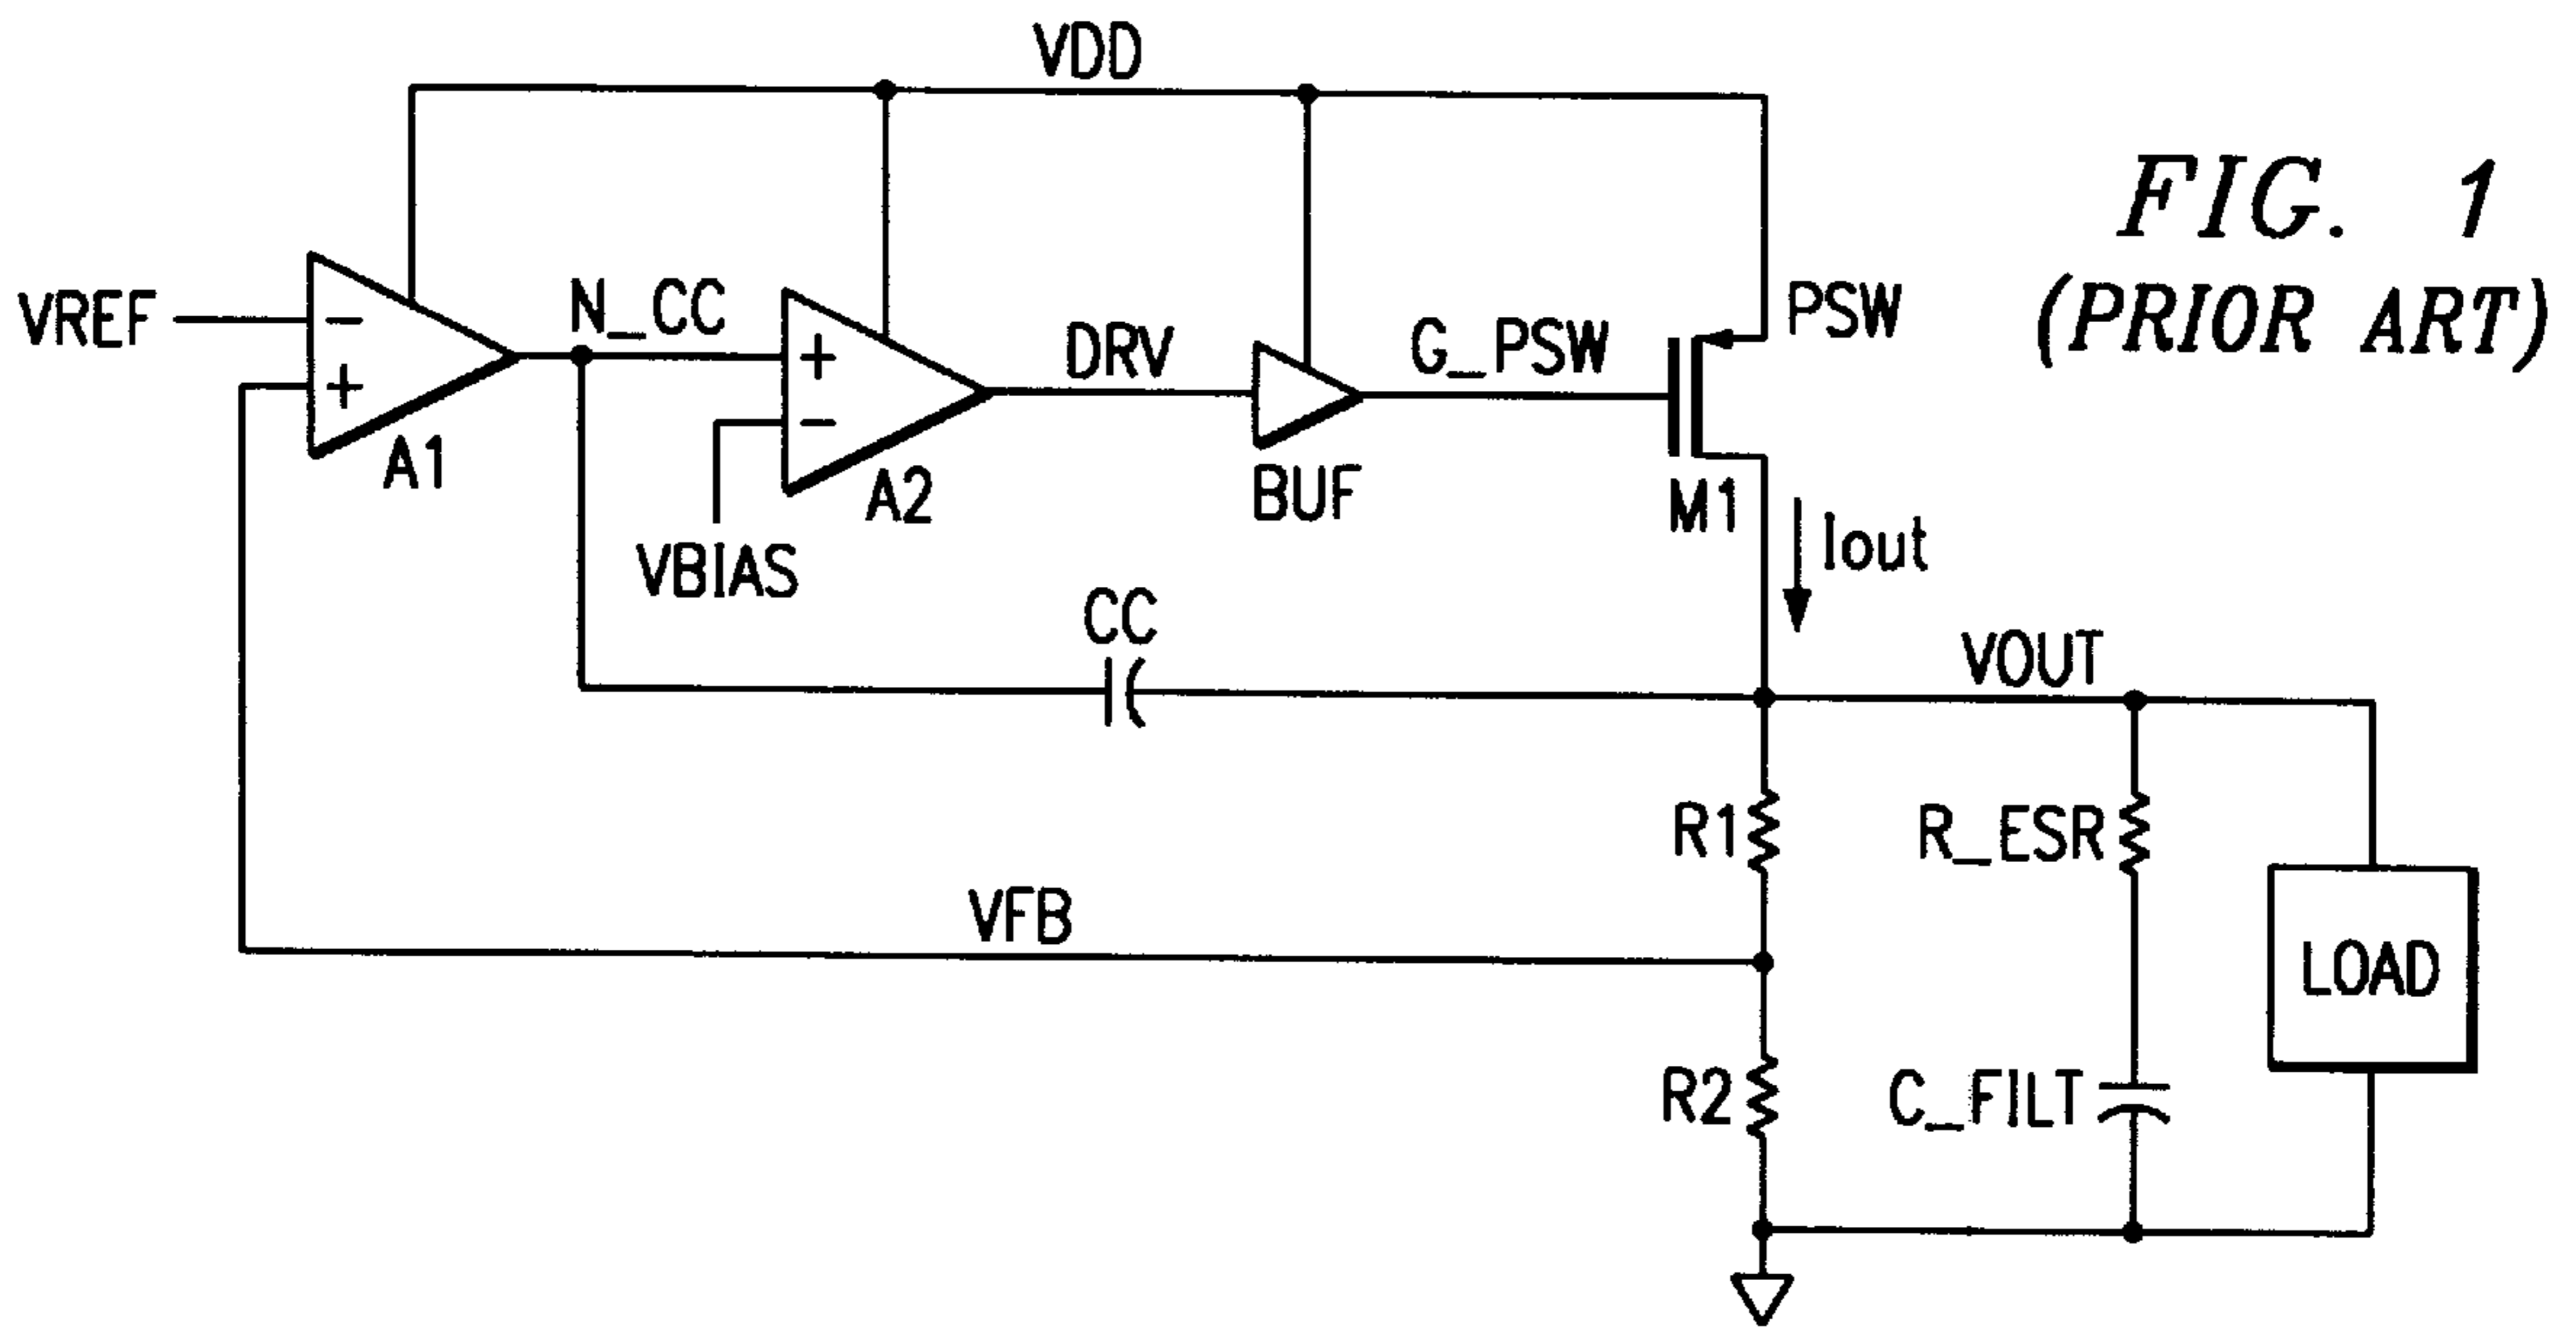 VDD
FIG. 1
(PRIOR ART)
VREF
−
+
A1
N_CC
+
−
A2
VBIAS
DRV
BUF
G_PSW
PSW
M1
Iout
CC
VOUT
R1
R_ESR
VFB
LOAD
R2
C_FILT